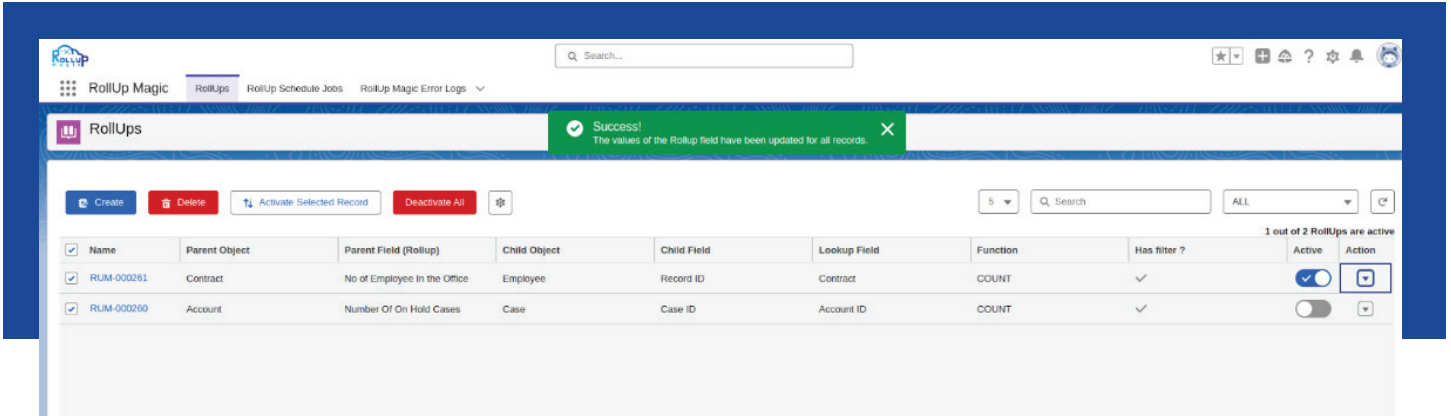 RollUp
Search...
RollUp Magic RollUps RollUp Schedule Jobs RollUp Magic Error Logs
RollUps
Success!
The values of the Rollup field have been updated for all records.
Create Delete Activate Selected Record Deactivate All 5 Search ALL
1 out of 2 RollUps are active
Name Parent Object Parent Field (Rollup) Child Object Child Field Lookup Field Function Has filter ? Active Action
RUM-000261 Contract No of Employee In the Office Employee Record ID Contract COUNT
RUM-000260 Account Number Of On Hold Cases Case Case ID Account ID COUNT